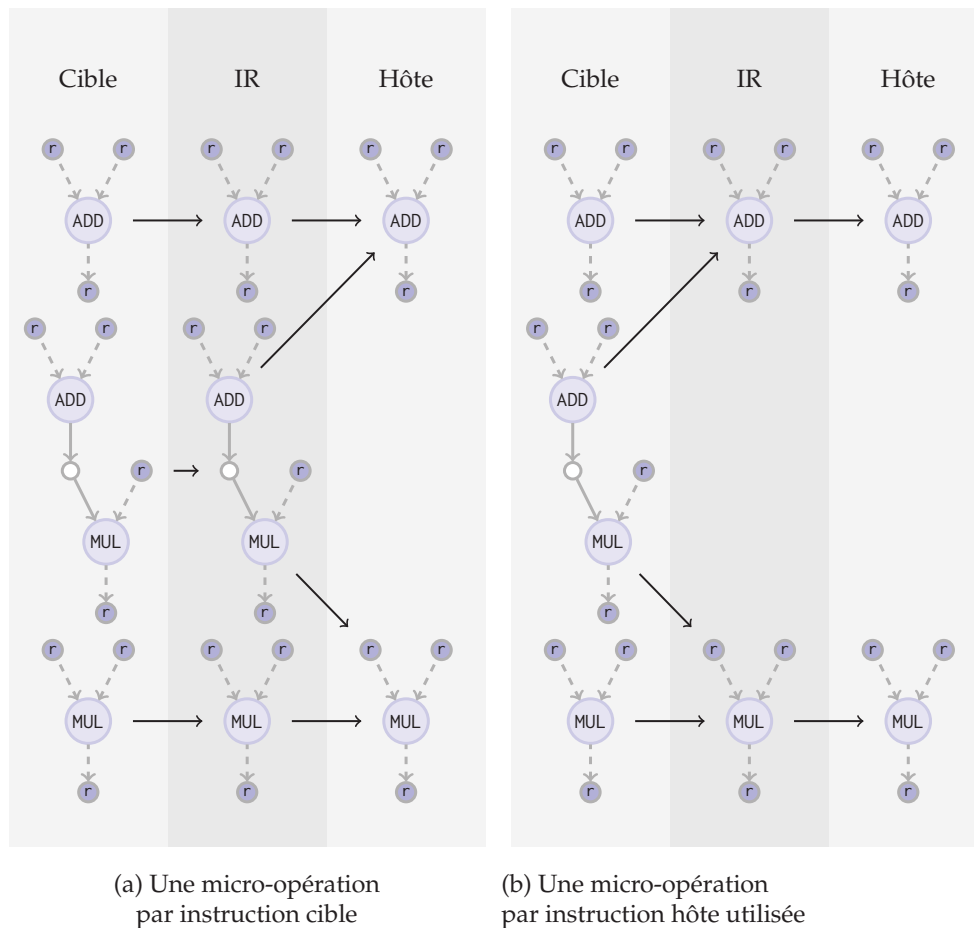 Cible IR Hôte Cible IR Hôte
r r r r r r r r r r r r
ADD ADD ADD ADD ADD ADD
r r r r r r
r r r r r r
ADD ADD ADD
r r r
MUL MUL MUL
r r r
r r r r r r r r r r r r
MUL MUL MUL MUL MUL MUL
r r r r r r
(a) Une micro-opération
par instruction cible
(b) Une micro-opération
par instruction hôte utilisée